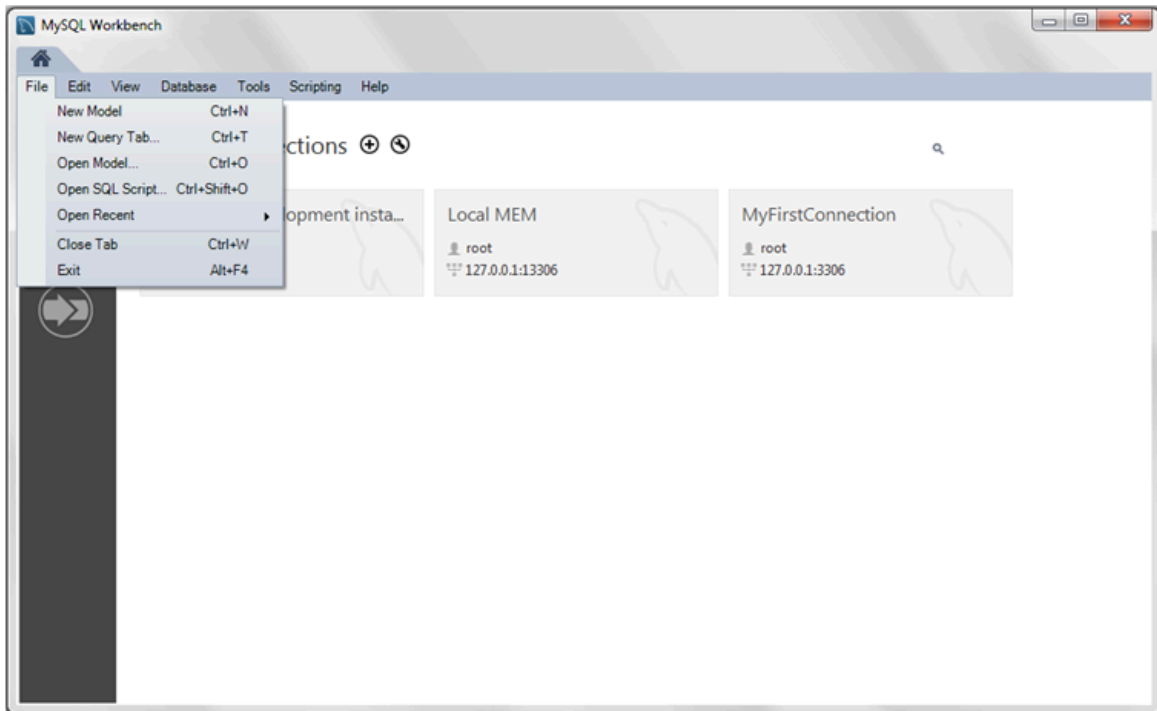 MySQL Workbench
File Edit View Database Tools Scripting Help
New Model Ctrl+N
New Query Tab... Ctrl+T
Open Model... Ctrl+O
Open SQL Script... Ctrl+Shift+O
Open Recent
Close Tab Ctrl+W
Exit Alt+F4
ctions
lopment insta...
Local MEM
root
127.0.0.1:13306
MyFirstConnection
root
127.0.0.1:3306